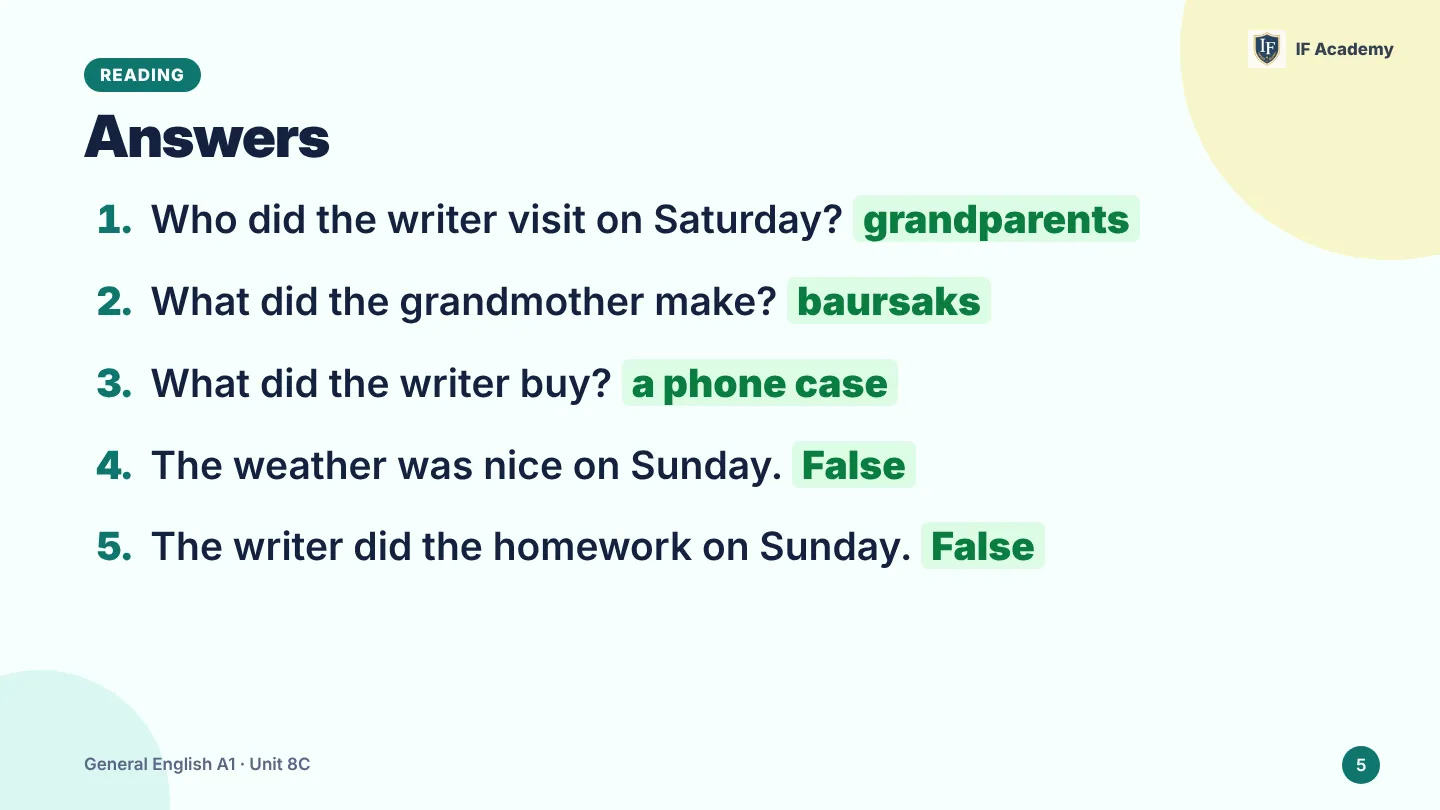 IF
IF Academy
READING
Answers
1. Who did the writer visit on Saturday? grandparents
2. What did the grandmother make? baursaks
3. What did the writer buy? a phone case
4. The weather was nice on Sunday. False
5. The writer did the homework on Sunday. False
General English A1 · Unit 8C
5